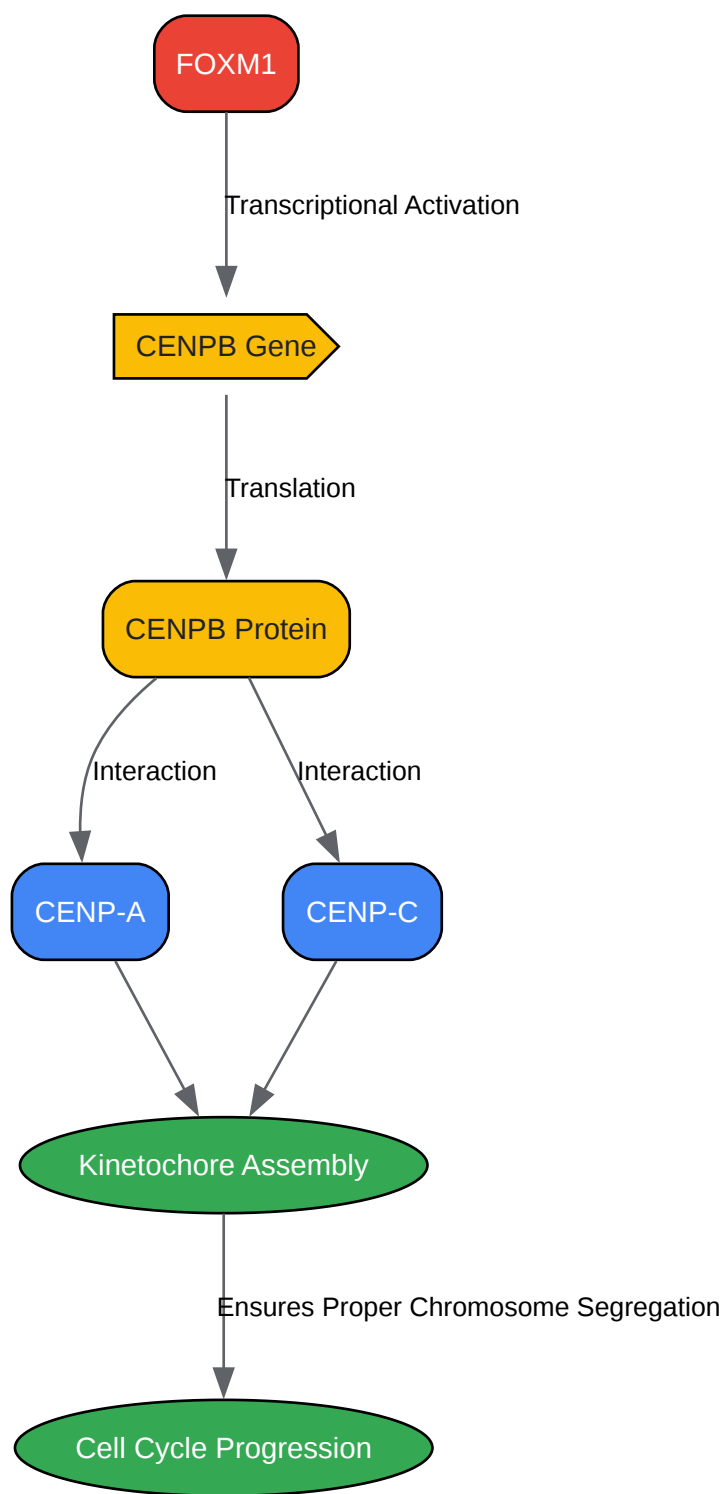 FOXM1
Transcriptional Activation
CENPB Gene
Translation
CENPB Protein
Interaction
Interaction
CENP-A
CENP-C
Kinetochore Assembly
Ensures Proper Chromosome Segregation
Cell Cycle Progression